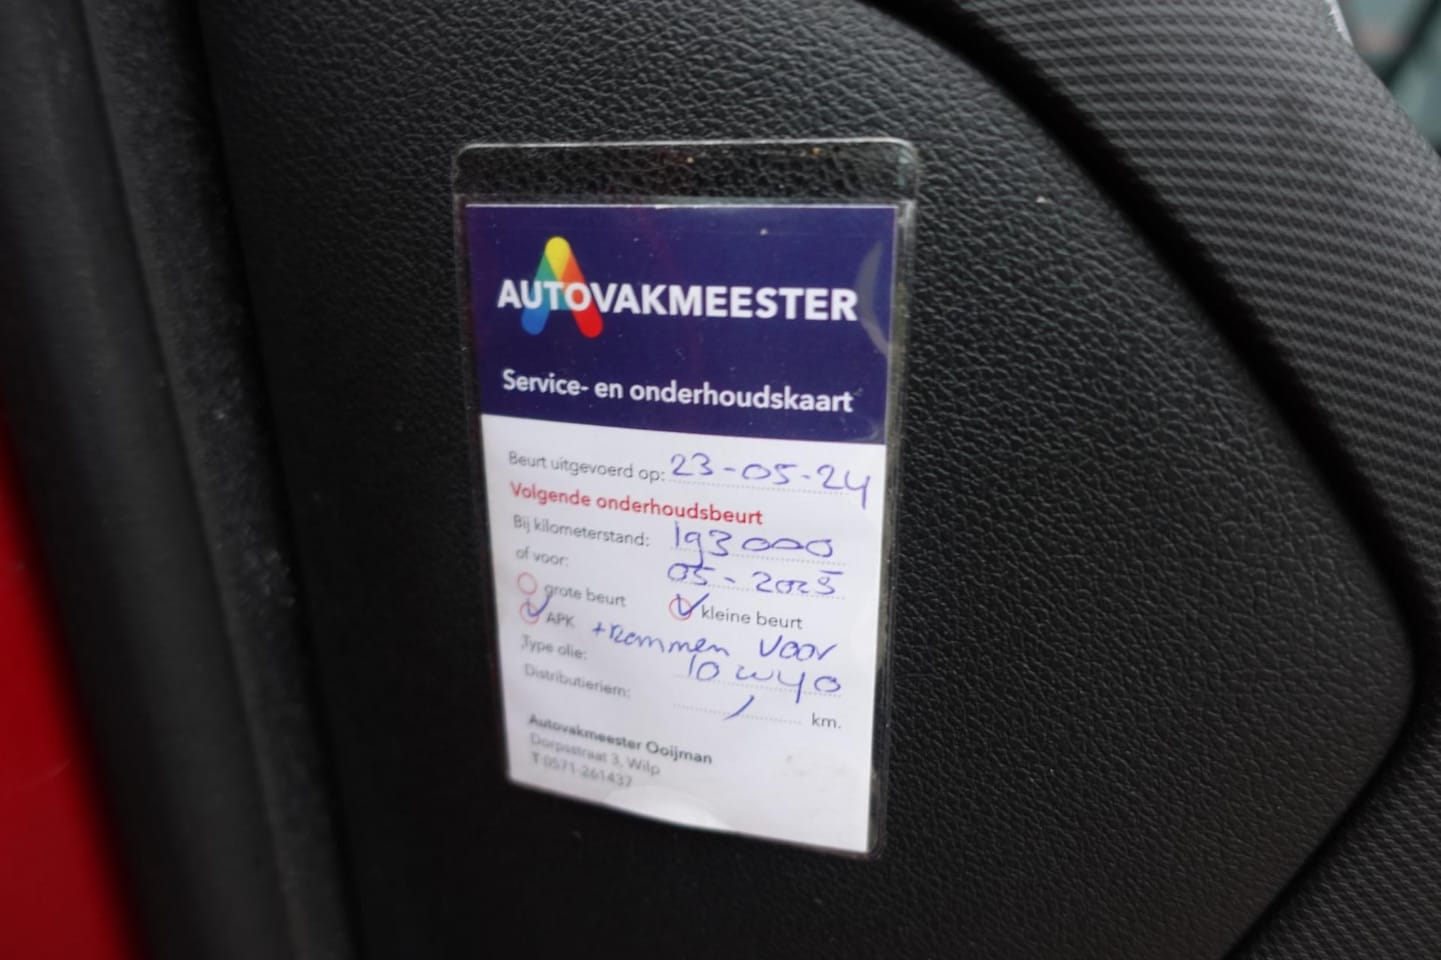 AUTOVAKMEESTER
Service- en onderhoudskaart
Beurt uitgevoerd op: 23-05-24
Volgende onderhoudsbeurt
Bij kilometerstand: 193000
of voor: 05-2025
grote beurt kleine beurt
APK + remmen voor
Type olie: 10w40
Distributieriem: / km.
Autovakmeester Ooijman
Dorpsstraat 3, Wilp
T 0571-261437